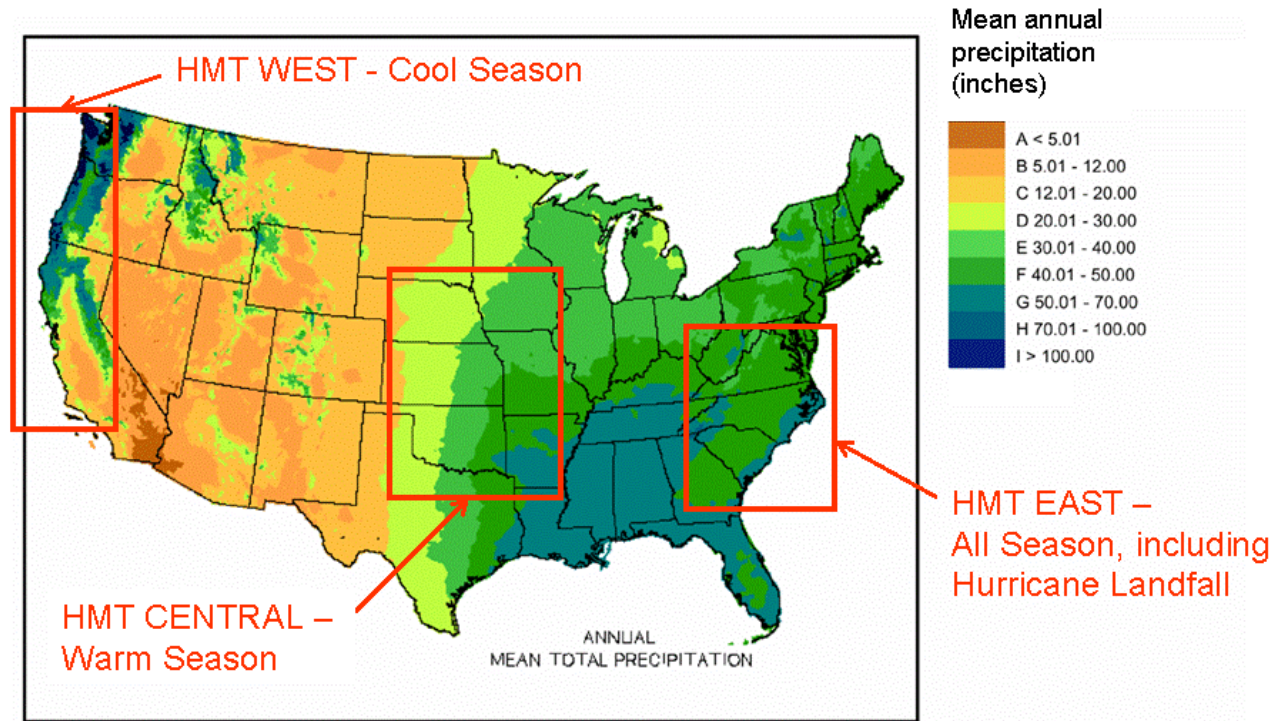 HMT WEST - Cool Season
Mean annual
precipitation
(inches)
A < 5.01
B 5.01 - 12.00
C 12.01 - 20.00
D 20.01 - 30.00
E 30.01 - 40.00
F 40.01 - 50.00
G 50.01 - 70.00
H 70.01 - 100.00
I > 100.00
HMT EAST –
All Season, including
Hurricane Landfall
HMT CENTRAL –
Warm Season
ANNUAL
MEAN TOTAL PRECIPITATION